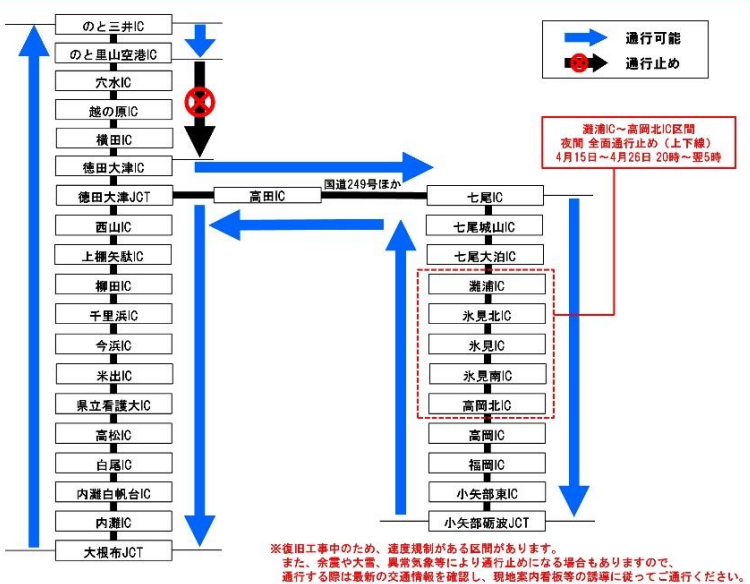 のと三井IC
のと里山空港IC
穴水IC
越の原IC
横田IC
徳田大津IC
徳田大津JCT
西山IC
上棚矢駄IC
柳田IC
千里浜IC
今浜IC
米出IC
県立看護大IC
高松IC
白尾IC
内灘白帆台IC
内灘IC
大根布JCT
高田IC
国道249号ほか
七尾IC
七尾城山IC
七尾大泊IC
灘浦IC
氷見北IC
氷見IC
氷見南IC
高岡北IC
高岡IC
福岡IC
小矢部東IC
小矢部砺波JCT
通行可能
通行止め
灘浦IC～高岡北IC区間
夜間 全面通行止め（上下線）
4月15日～4月26日 20時～翌5時
※復旧工事中のため、速度規制がある区間があります。
また、余震や大雪、異常気象等により通行止めになる場合もありますので、
通行する際は最新の交通情報を確認し、現地案内看板等の誘導に従ってご通行ください。